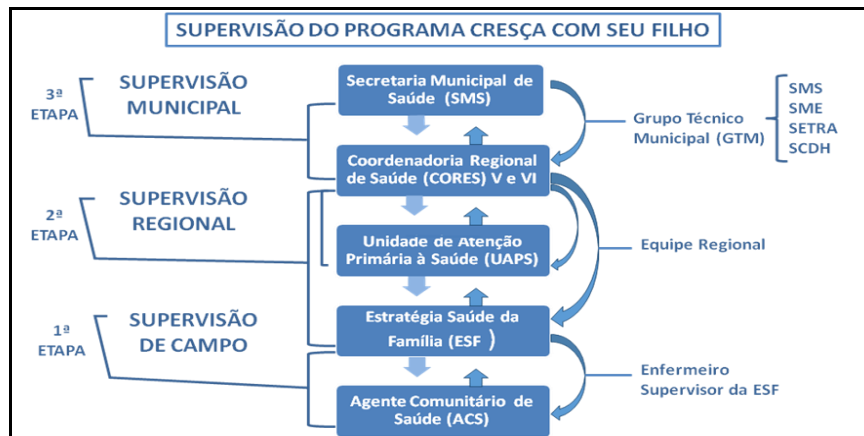 SUPERVISÃO DO PROGRAMA CRESÇA COM SEU FILHO
3ª
ETAPA
SUPERVISÃO
MUNICIPAL
Secretaria Municipal de
Saúde (SMS)
Grupo Técnico
Municipal (GTM)
SMS
SME
SETRA
SCDH
Coordenadoria Regional
de Saúde (CORES) V e VI
2ª
ETAPA
SUPERVISÃO
REGIONAL
Unidade de Atenção
Primária à Saúde (UAPS)
Equipe Regional
1ª
ETAPA
SUPERVISÃO
DE CAMPO
Estratégia Saúde da
Família (ESF )
Enfermeiro
Supervisor da ESF
Agente Comunitário de
Saúde (ACS)